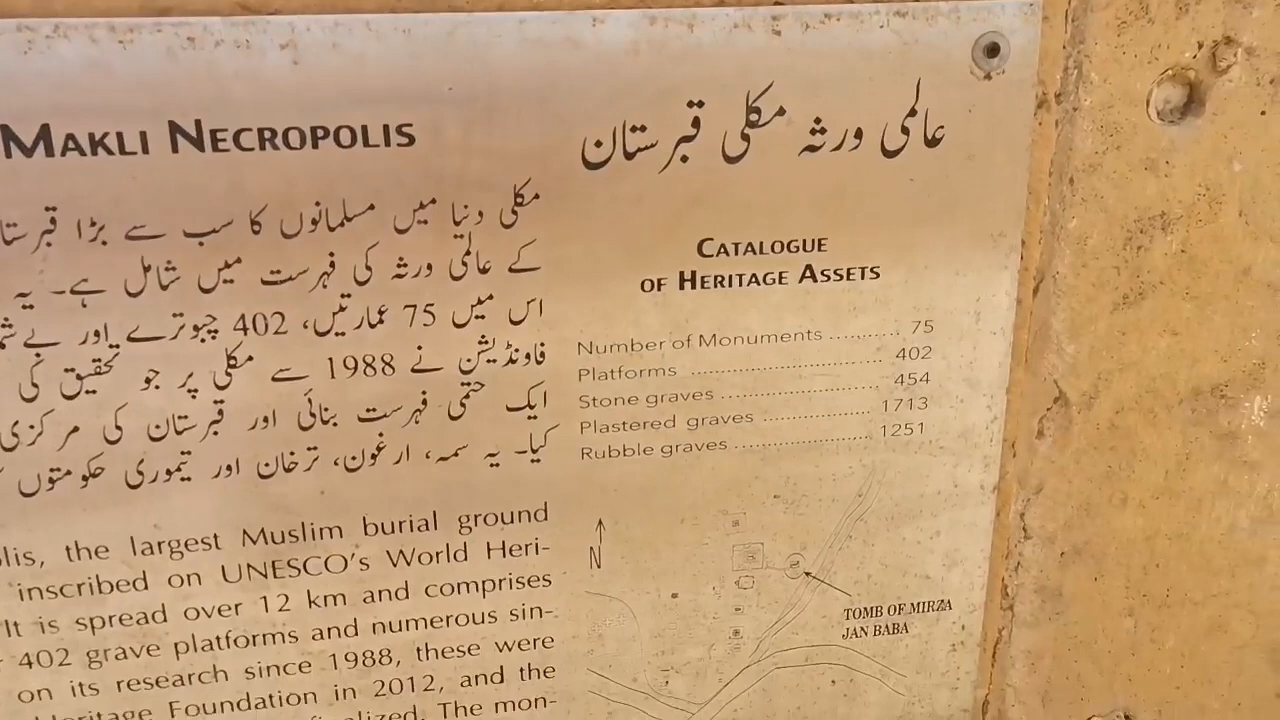 MAKLI NECROPOLIS
عالمی ورثہ مکلی قبرستان
مکلی دنیا میں مسلمانوں کا سب سے بڑا
کے عالمی ورثہ کی فہرست میں شامل ہے۔ یہ
اس میں 75 عمارتیں، 402 چبوترے اور
فاونڈیشن نے 1988 سے مکلی پر جو تحقیق کی
ایک حتمی فہرست بنائی اور قبرستان کی مرکزی
کیا۔ یہ سمہ، ارغون، ترخان اور تیموری حکومتوں
the largest Muslim burial ground
inscribed on UNESCO's World Heri-
It is spread over 12 km and comprises
402 grave platforms and numerous sin-
on its research since 1988, these were
Foundation in 2012, and the
The mon-
CATALOGUE
OF HERITAGE ASSETS
Number of Monuments .......... 75
Platforms .......... 402
Stone graves .......... 454
Plastered graves .......... 1713
Rubble graves .......... 1251
N
TOMB OF MIRZA
JAN BABA